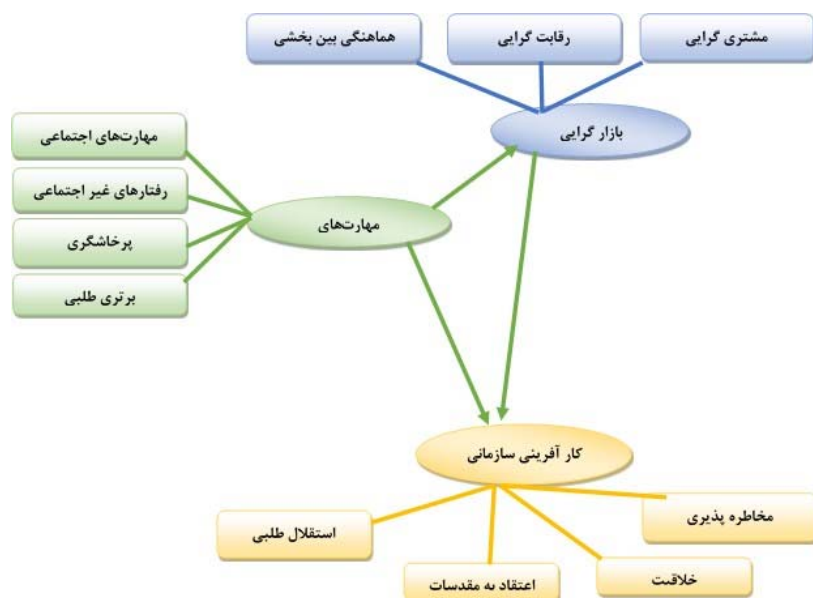 مشتری گرایی
رقابت گرایی
هماهنگی بین بخشی
بازار گرایی
مهارت‌های اجتماعی
رفتارهای غیر اجتماعی
پرخاشگری
برتری طلبی
مهارت‌های
کار آفرینی سازمانی
مخاطره پذیری
استقلال طلبی
خلاقیت
اعتقاد به مقدسات